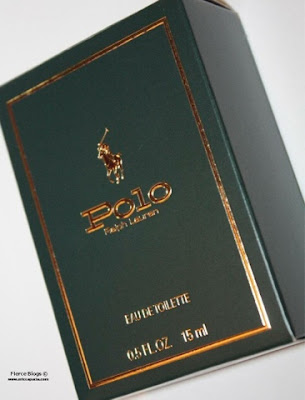 Polo
Ralph Lauren
EAU DE TOILETTE
0.5 FL. OZ. 15 ml
Fierce Blogs ©